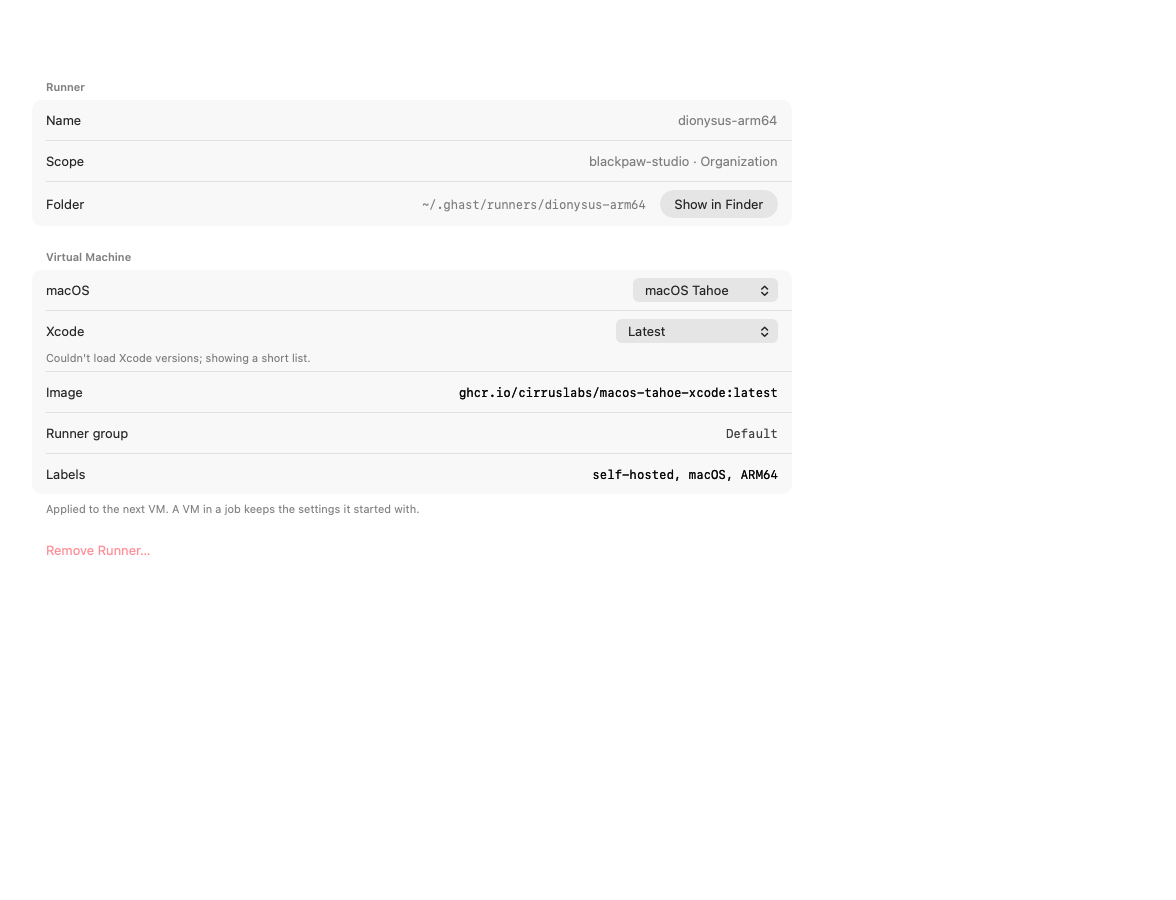 Runner
Name
dionysus-arm64
Scope
blackpaw-studio · Organization
Folder
~/.ghast/runners/dionysus-arm64
Show in Finder
Virtual Machine
macOS
macOS Tahoe
Xcode
Latest
Couldn't load Xcode versions; showing a short list.
Image
ghcr.io/cirruslabs/macos-tahoe-xcode:latest
Runner group
Default
Labels
self-hosted, macOS, ARM64
Applied to the next VM. A VM in a job keeps the settings it started with.
Remove Runner…